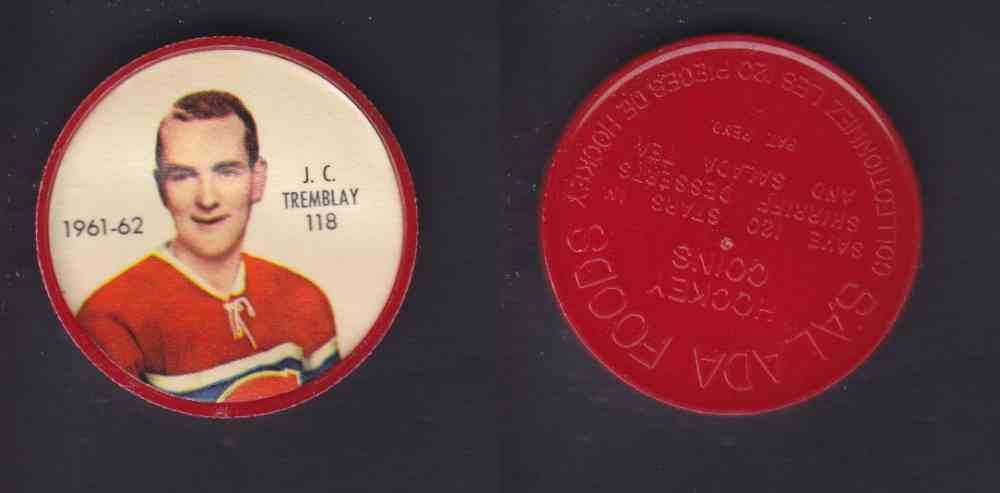 1961-62
J. C.
TREMBLAY
118
SALADA FOODS
HOCKEY
COINS
SAVE 120 STARS IN
SHIRRIFF DESSERTS
AND SALADA TEA
PAT. PEND.
COLLECTIONNEZ LES 120 PIECES DE HOCKEY